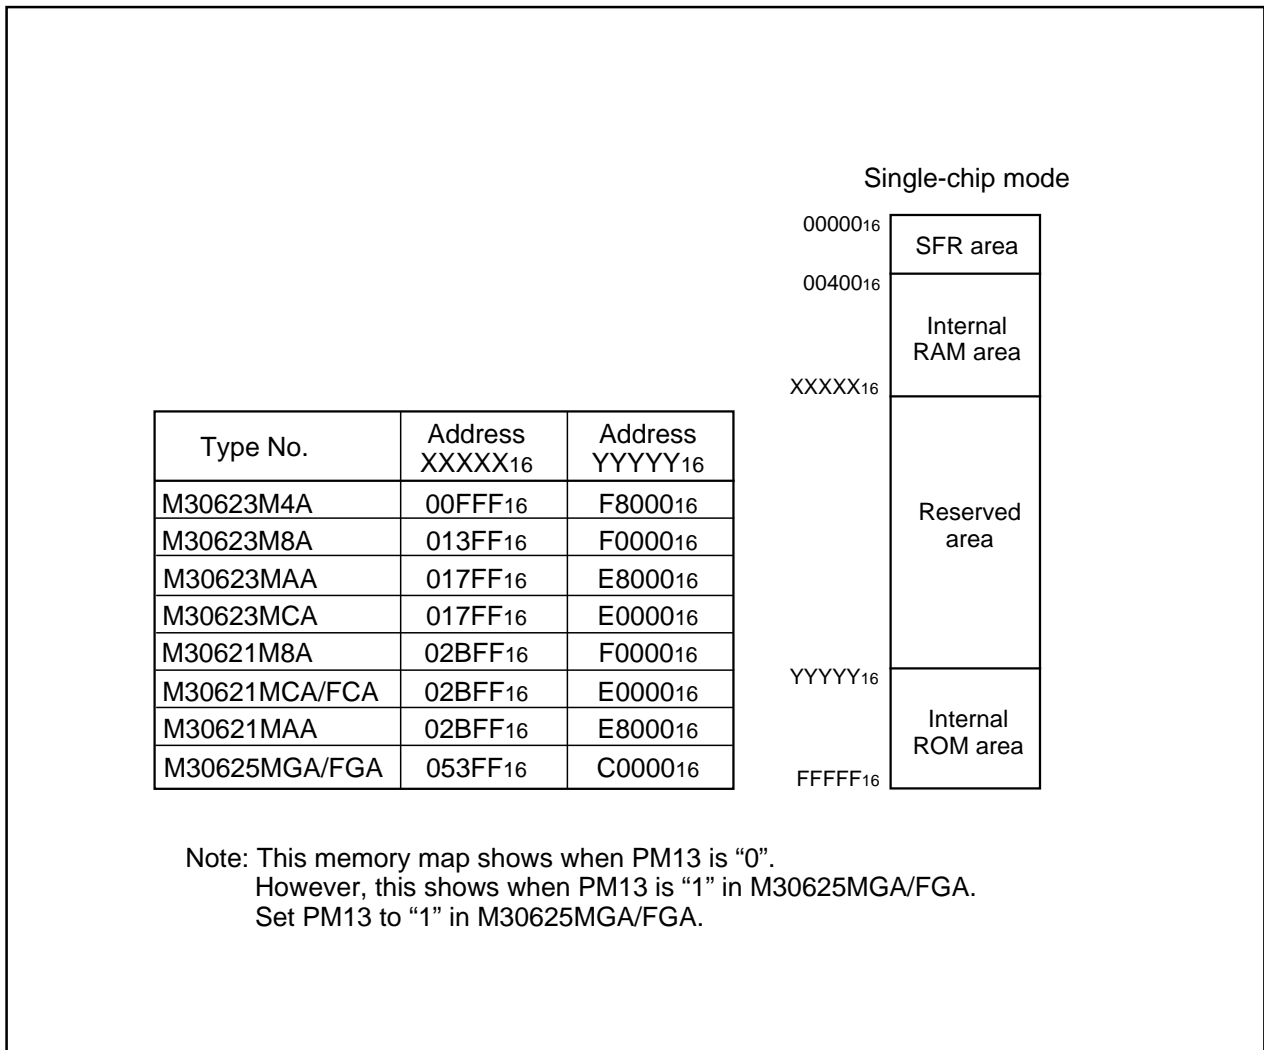 Single-chip mode
0000016
SFR area
0040016
Internal
RAM area
XXXXX16
Reserved
area
YYYYY16
Internal
ROM area
FFFFF16
Type No.	Address XXXXX16	Address YYYYY16
M30623M4A	00FFF16	F800016
M30623M8A	013FF16	F000016
M30623MAA	017FF16	E800016
M30623MCA	017FF16	E000016
M30621M8A	02BFF16	F000016
M30621MCA/FCA	02BFF16	E000016
M30621MAA	02BFF16	E800016
M30625MGA/FGA	053FF16	C000016
Note: This memory map shows when PM13 is “0”.
However, this shows when PM13 is “1” in M30625MGA/FGA.
Set PM13 to “1” in M30625MGA/FGA.